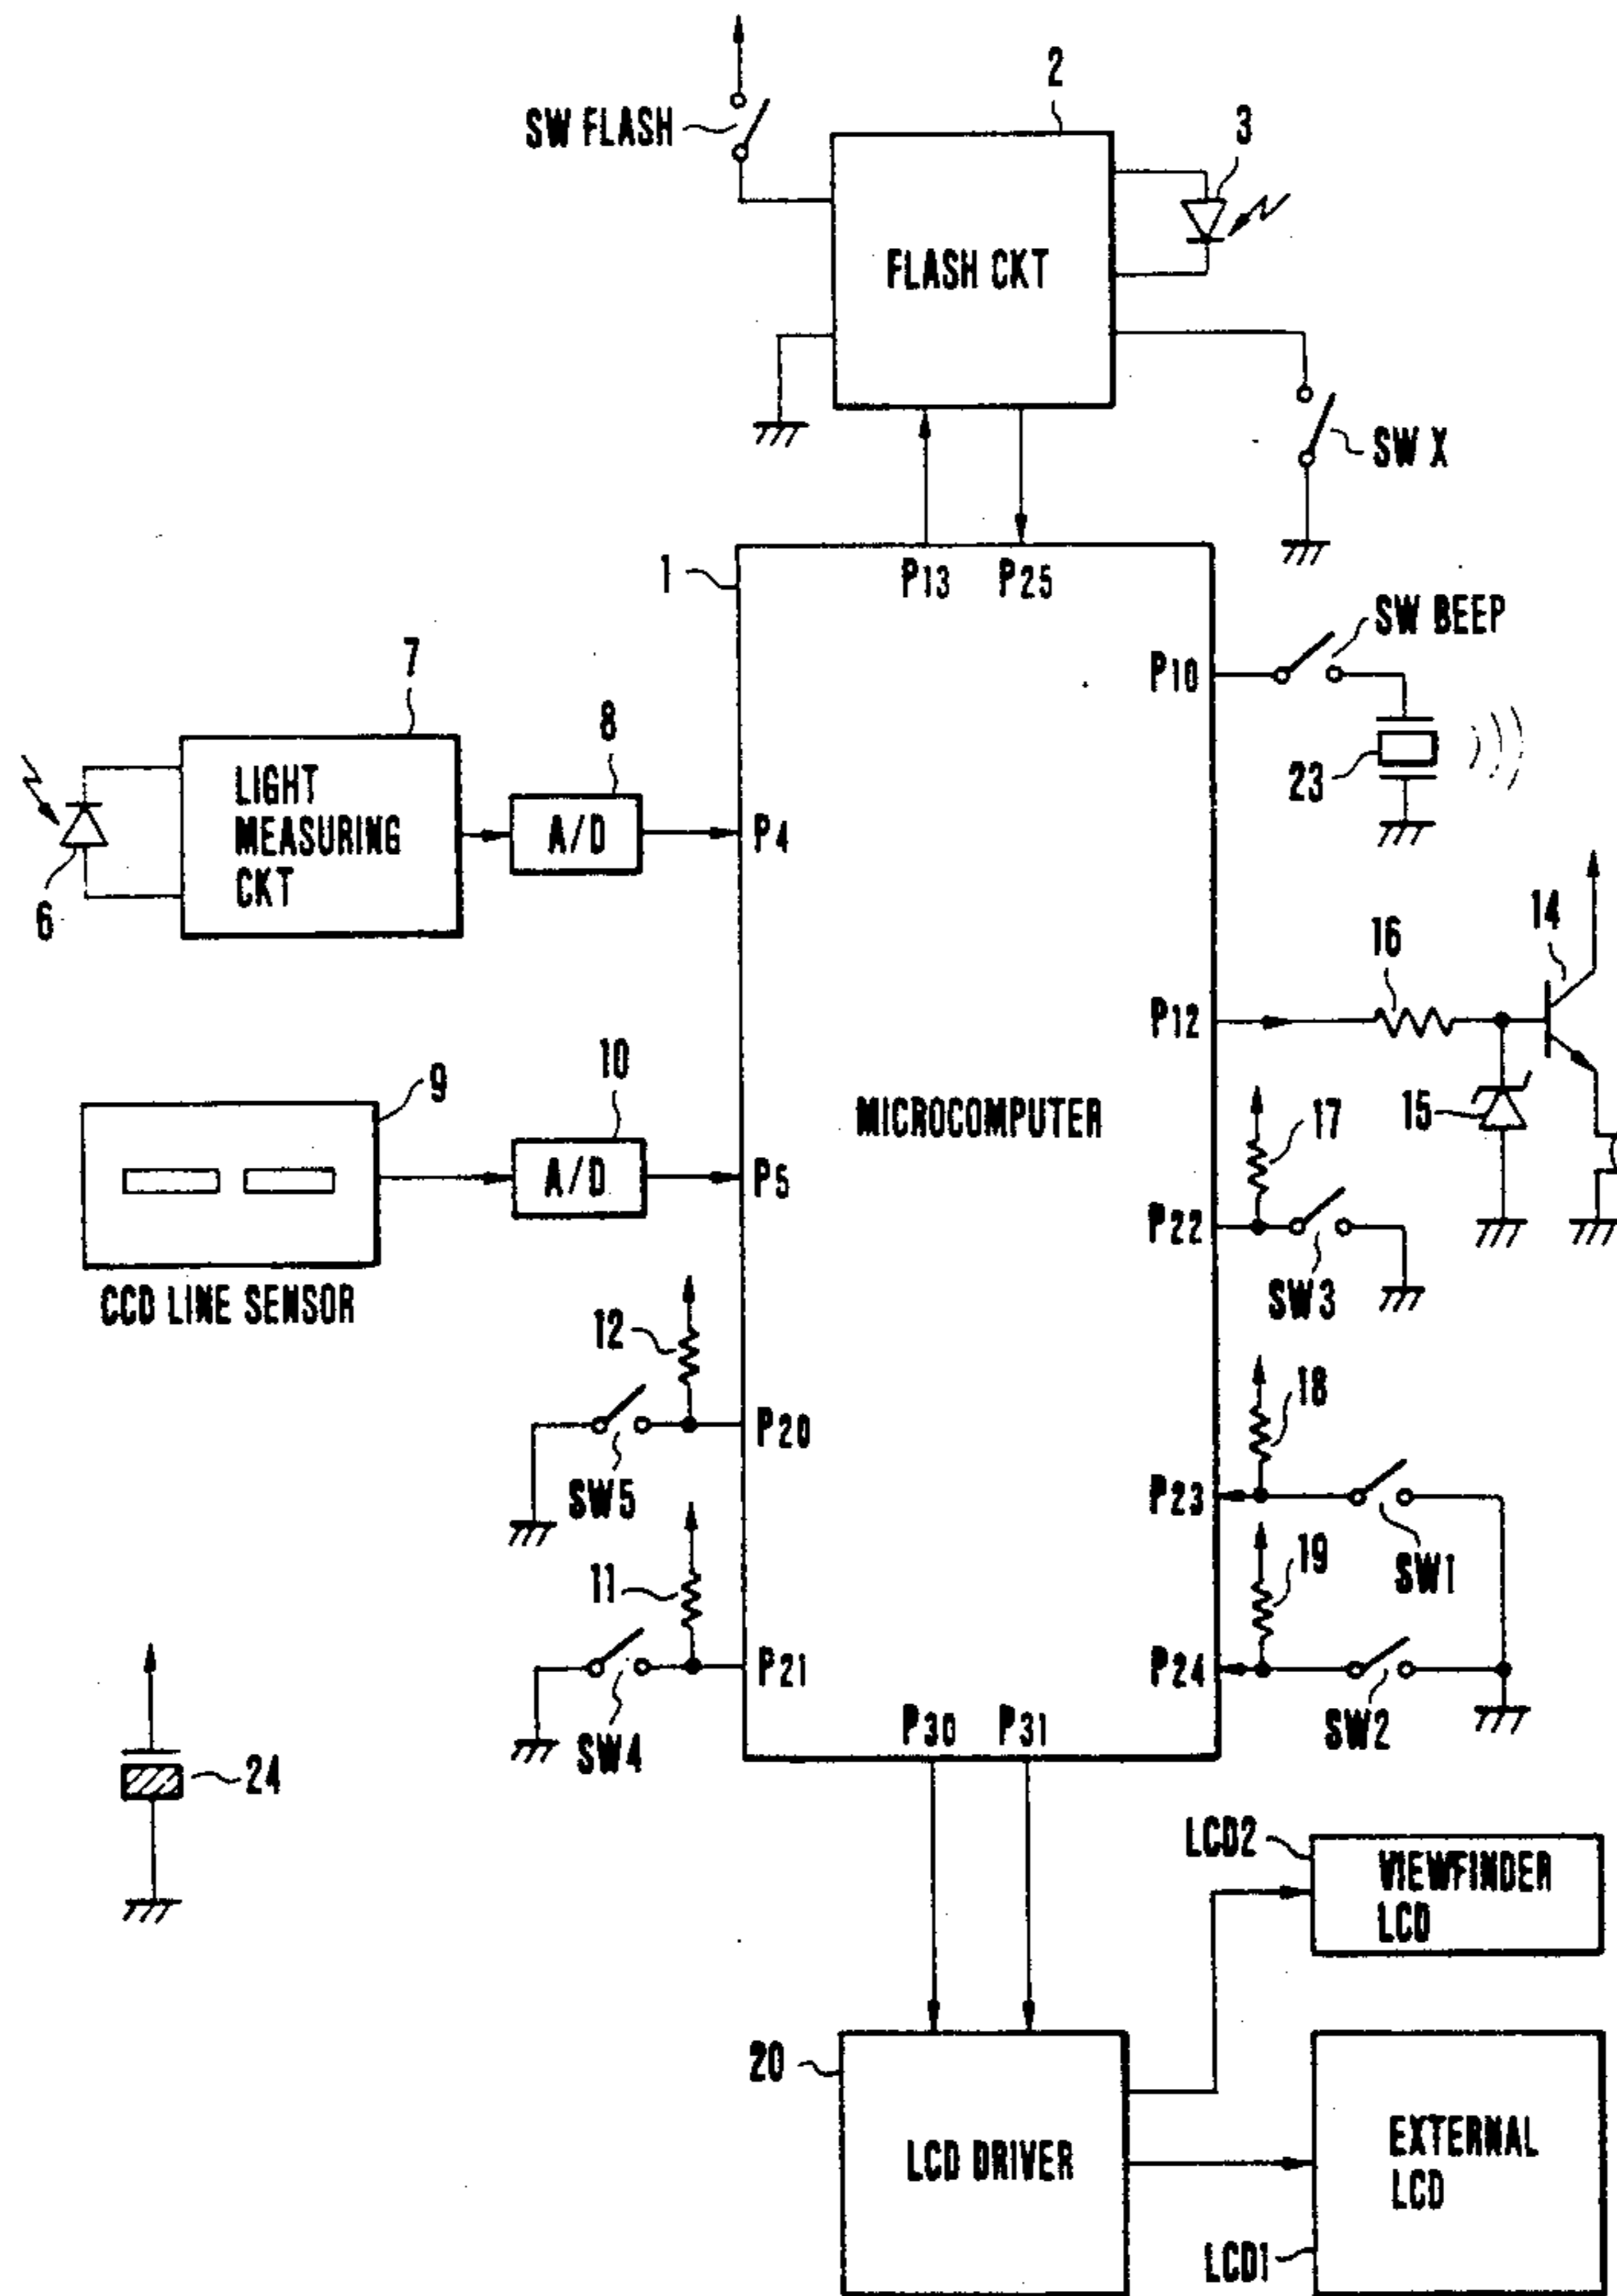 2
SW FLASH
3
FLASH CKT
SW X
1
P13
P25
SW BEEP
P10
7
8
23
LIGHT
MEASURING
CKT
A/D
P4
6
14
16
P12
10
9
MICROCOMPUTER
15
17
A/D
P5
P22
CCD LINE SENSOR
SW3
12
18
P20
SW5
P23
19
11
SW1
P21
P24
SW4
P30
P31
SW2
24
LCD2
VIEWFINDER
LCD
20
LCD DRIVER
EXTERNAL
LCD
LCD1